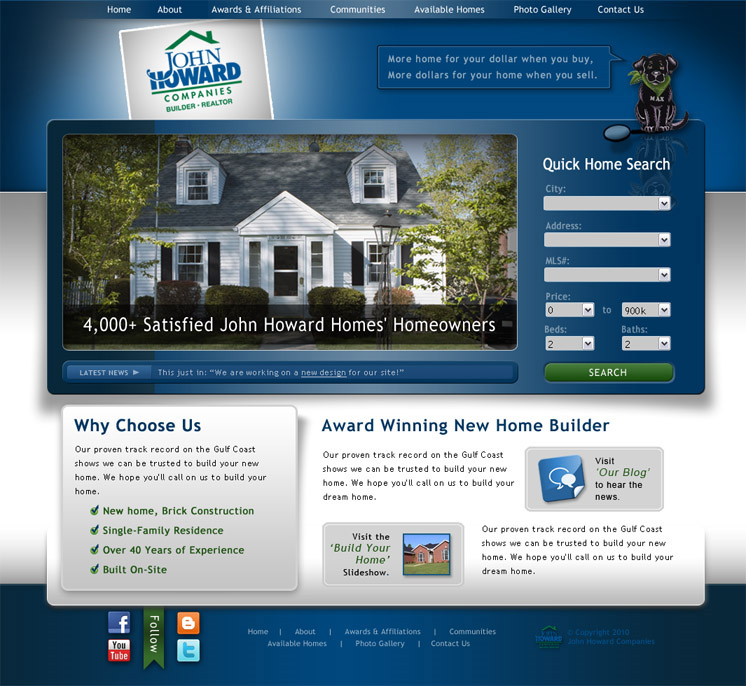 Home About Awards & Affiliations Communities Available Homes Photo Gallery Contact Us
JOHN
HOWARD
COMPANIES
BUILDER • REALTOR
More home for your dollar when you buy,
More dollars for your home when you sell.
MAX
Quick Home Search
City:
Address:
MLS#:
Price:
0 to 900k
Beds: Baths:
2 2
SEARCH
4,000+ Satisfied John Howard Homes' Homeowners
LATEST NEWS ► This just in: "We are working on a new design for our site!"
Why Choose Us
Our proven track record on the Gulf Coast
shows we can be trusted to build your new
home. We hope you'll call on us to build your
home.
New home, Brick Construction
Single-Family Residence
Over 40 Years of Experience
Built On-Site
Award Winning New Home Builder
Our proven track record on the Gulf Coast
shows we can be trusted to build your new
home. We hope you'll call on us to build your
dream home.
Visit
'Our Blog'
to hear the
news.
Visit the
'Build Your
Home'
Slideshow.
Our proven track record on the Gulf Coast
shows we can be trusted to build your new
home. We hope you'll call on us to build your
dream home.
f
You
Tube
Follow
B
t
Home | About | Awards & Affiliations | Communities
Available Homes | Photo Gallery | Contact Us
HOWARD
© Copyright 2010
John Howard Companies